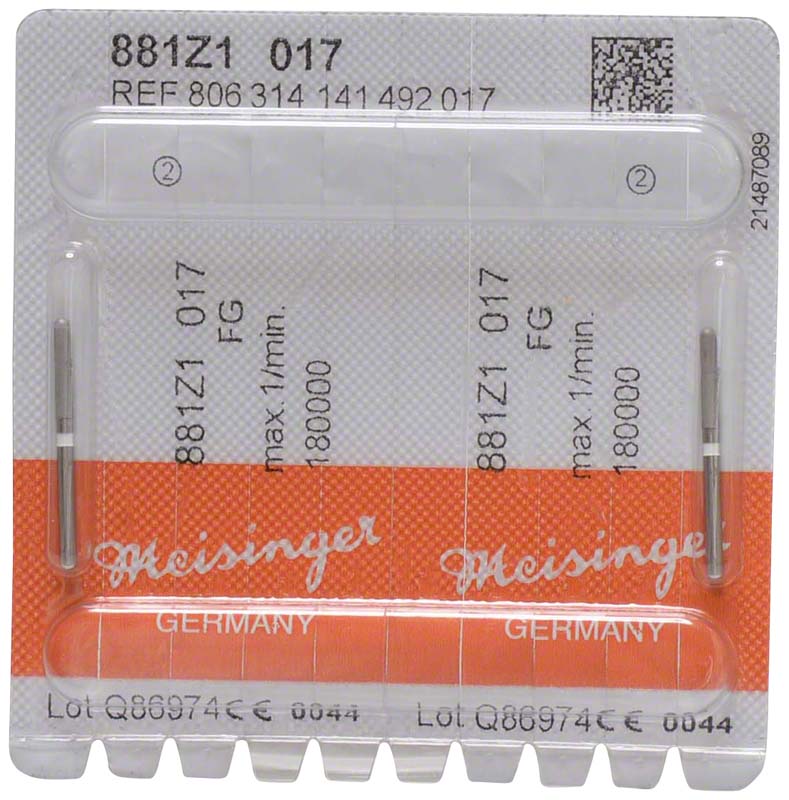 881Z1 017
REF 806 314 141 492 017
21487089
2
2
881Z1 017
FG
max. 1/min.
180000
881Z1 017
FG
max. 1/min.
180000
Meisinger
GERMANY
Meisinger
GERMANY
Lot Q86974 CE 0044
Lot Q86974 CE 0044